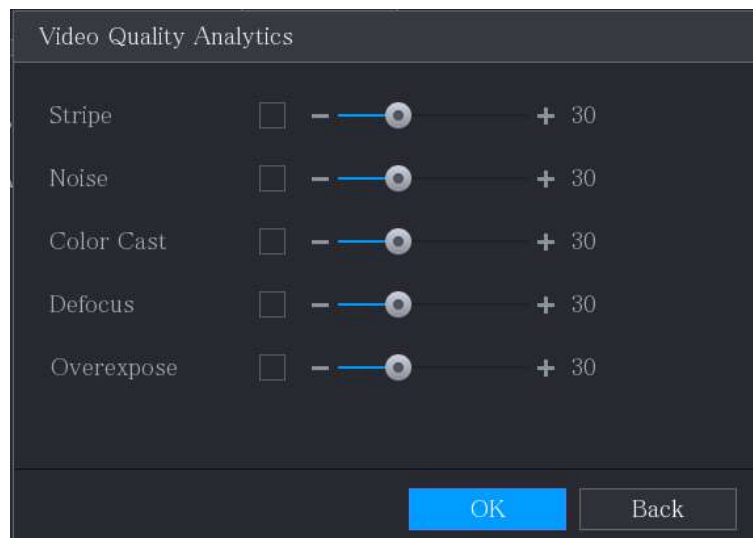 Video Quality Analytics
Stripe 30
Noise 30
Color Cast 30
Defocus 30
Overexpose 30
OK Back